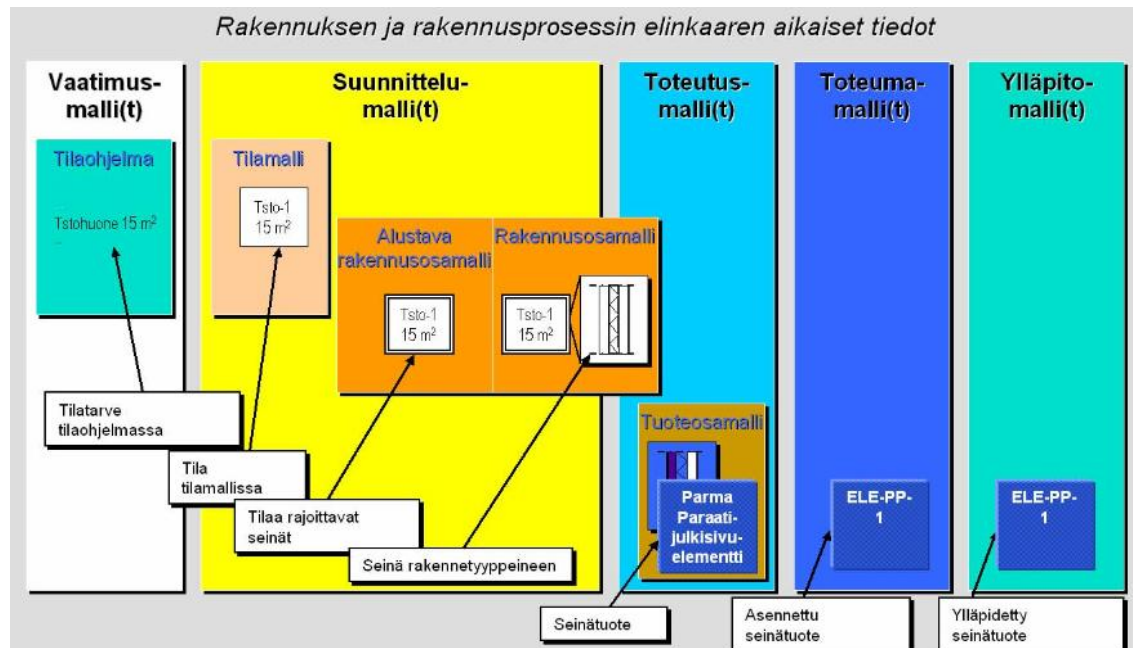 Rakennuksen ja rakennusprosessin elinkaaren aikaiset tiedot
Vaatimus-
malli(t)
Tilaohjelma
Tstohuone 15 m²
...
Tilatarve
tilaohjelmassa
Suunnittelu-
malli(t)
Tilamalli
Tsto-1
15 m²
Alustava
rakennusosamalli
Tsto-1
15 m²
Rakennusosamalli
Tsto-1
15 m²
Tila
tilamallissa
Tilaa rajoittavat
seinät
Seinä rakennetyyppeineen
Toteutus-
malli(t)
Tuoteosamalli
Parma
Paraati-
julkisivu-
elementti
Seinätuote
Toteuma-
malli(t)
ELE-PP-
1
Asennettu
seinätuote
Ylläpito-
malli(t)
ELE-PP-
1
Ylläpidetty
seinätuote